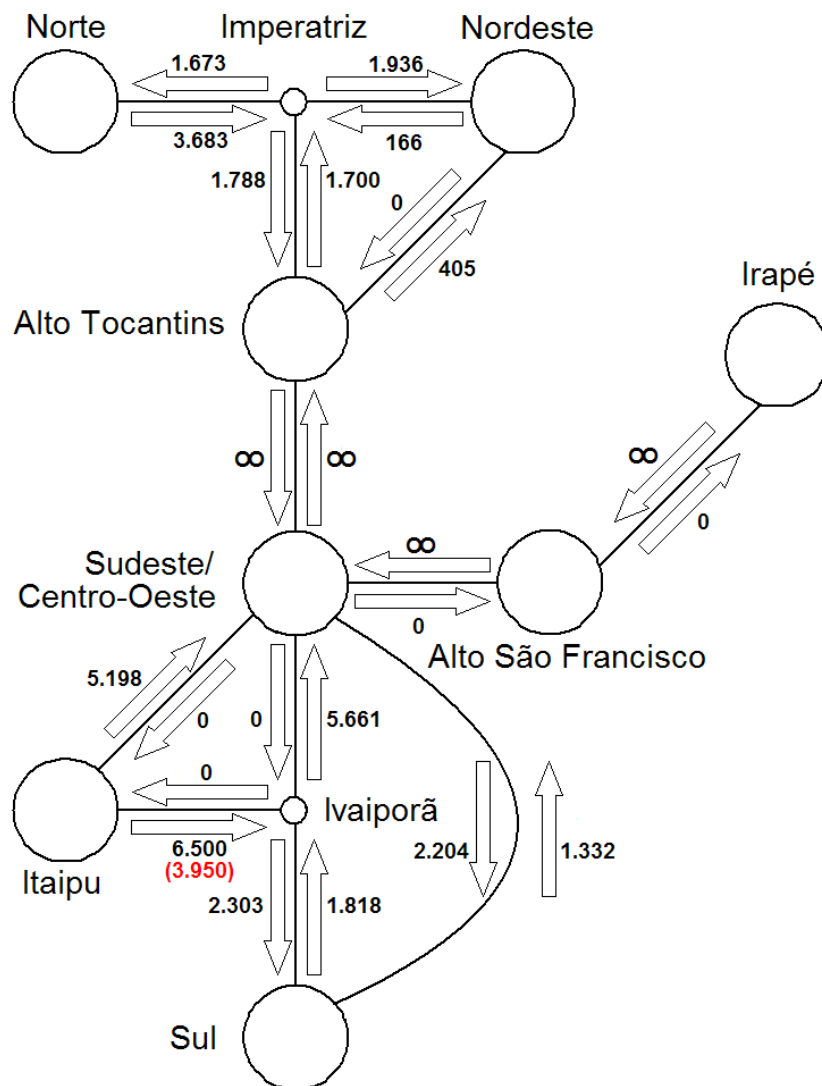 Norte
Imperatriz
Nordeste
1.673
1.936
3.683
166
1.788
1.700
0
405
Irapé
Alto Tocantins
∞
∞
∞
0
Sudeste/
Centro-Oeste
∞
0
Alto São Francisco
5.198
0
0
5.661
0
Ivaiporã
6.500
(3.950)
Itaipu
2.303
1.818
2.204
1.332
Sul